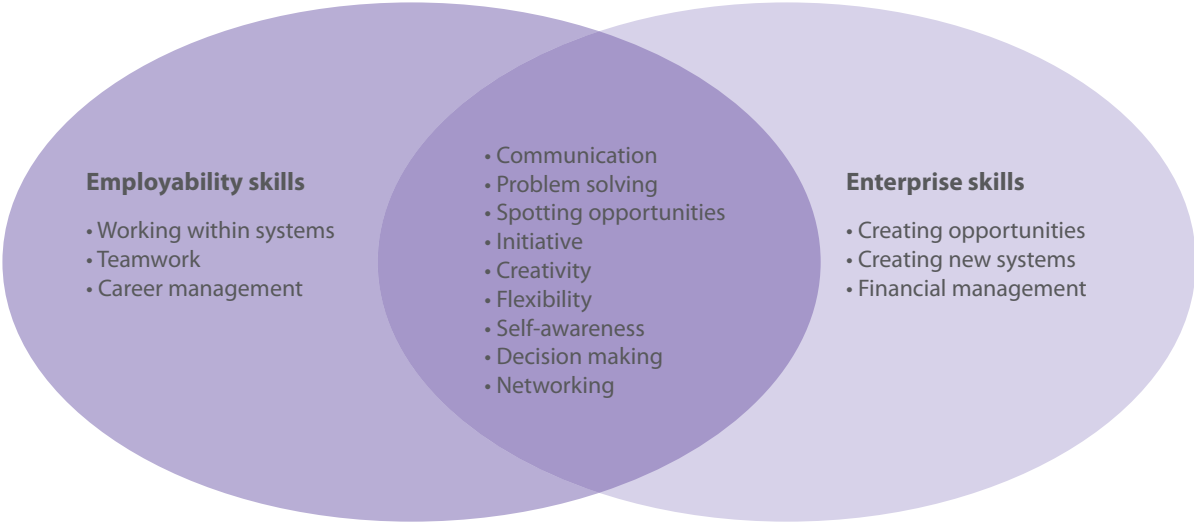 Employability skills
• Working within systems
• Teamwork
• Career management
• Communication
• Problem solving
• Spotting opportunities
• Initiative
• Creativity
• Flexibility
• Self-awareness
• Decision making
• Networking
Enterprise skills
• Creating opportunities
• Creating new systems
• Financial management